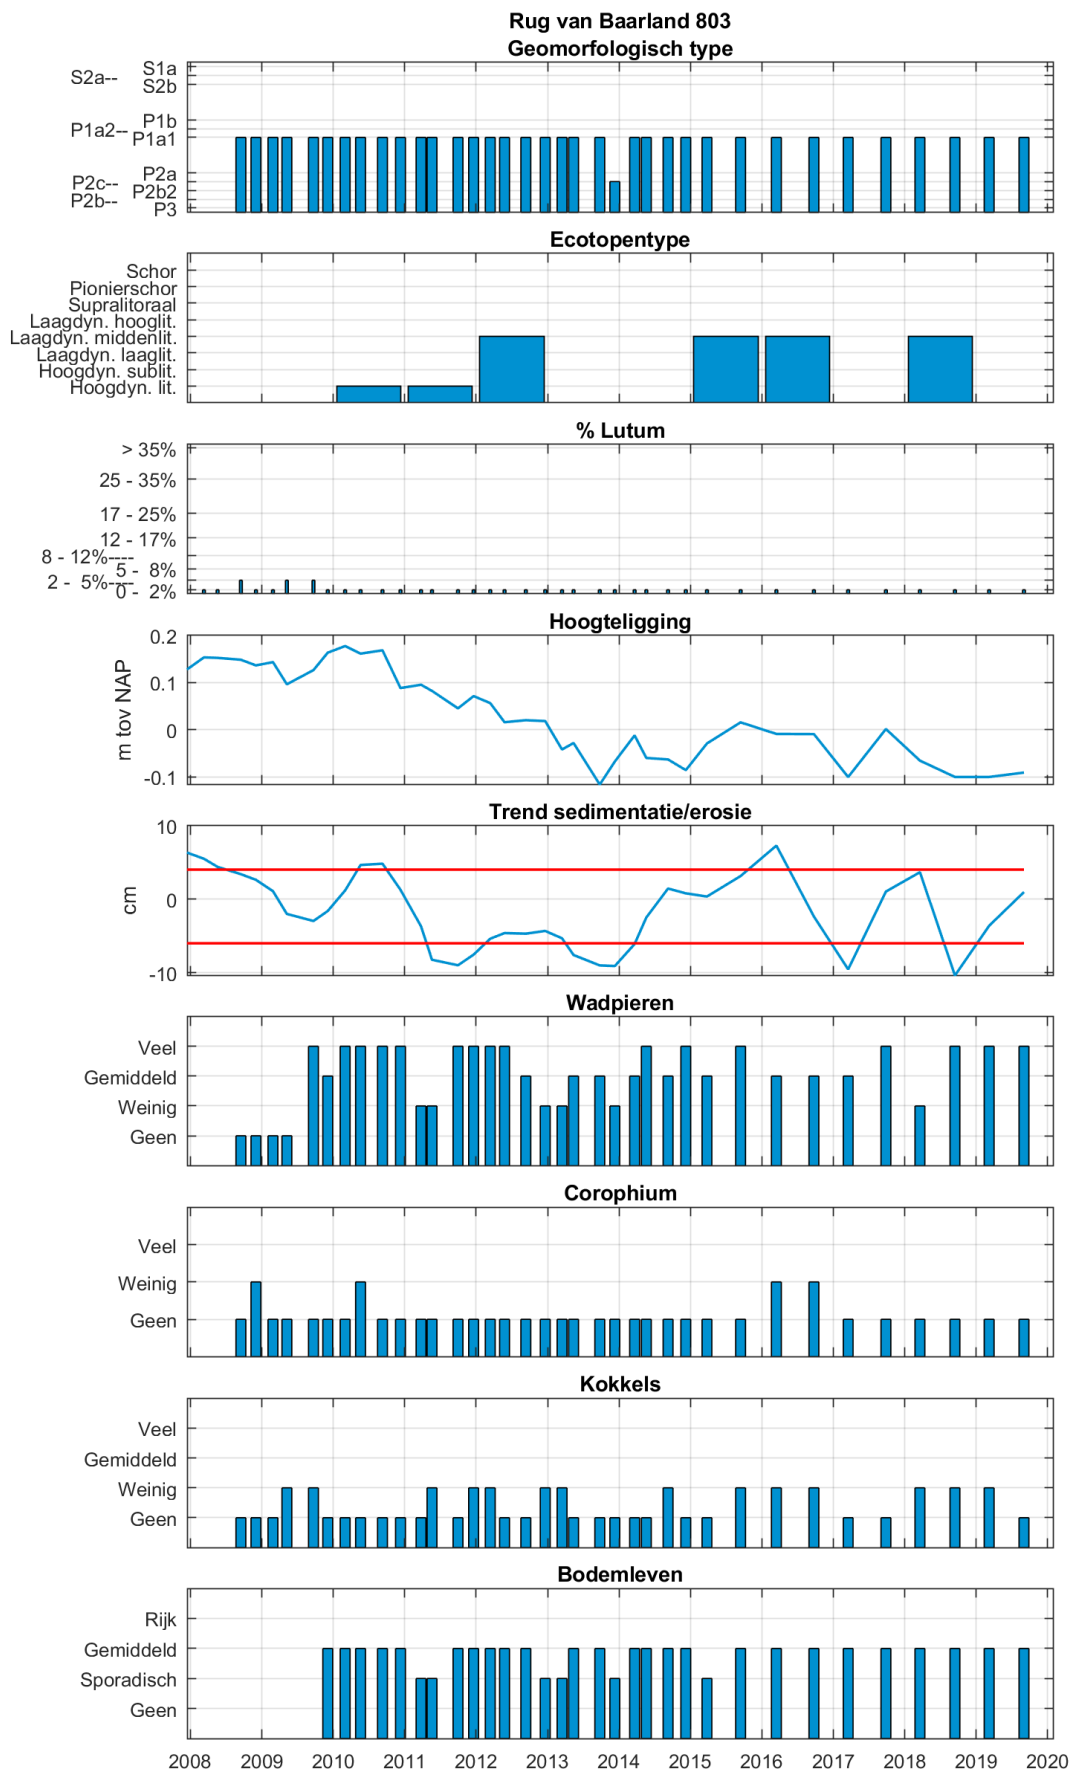 Rug van Baarland 803
Geomorfologisch type
S1a
S2a--
S2b
P1b
P1a2--
P1a1
P2a
P2c--
P2b2
P2b--
P3
Ecotopentype
Schor
Pionierschor
Supralitoraal
Laagdyn. hooglit.
Laagdyn. middenlit.
Laagdyn. laaglit.
Hoogdyn. sublit.
Hoogdyn. lit.
% Lutum
> 35%
25 - 35%
17 - 25%
12 - 17%
8 - 12%----
5 - 8%
2 - 5%----
0 - 2%
Hoogteligging
0.2
0.1
0
-0.1
m tov NAP
Trend sedimentatie/erosie
10
0
-10
cm
Wadpieren
Veel
Gemiddeld
Weinig
Geen
Corophium
Veel
Weinig
Geen
Kokkels
Veel
Gemiddeld
Weinig
Geen
Bodemleven
Rijk
Gemiddeld
Sporadisch
Geen
2008 2009 2010 2011 2012 2013 2014 2015 2016 2017 2018 2019 2020